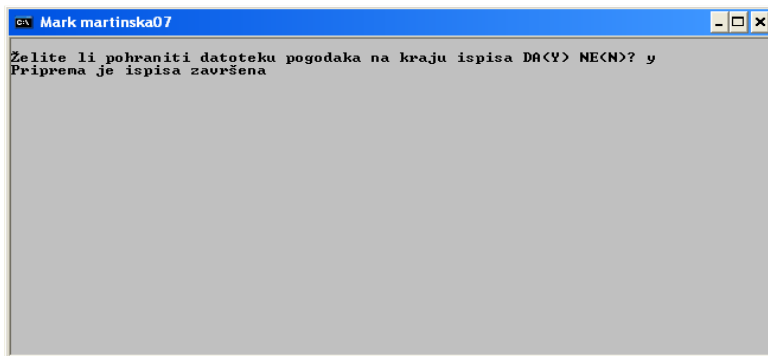 Mark martinska07
Želite li pohraniti datoteku pogodaka na kraju ispisa DA(Y) NE(N)? y
Priprema je ispisa završena